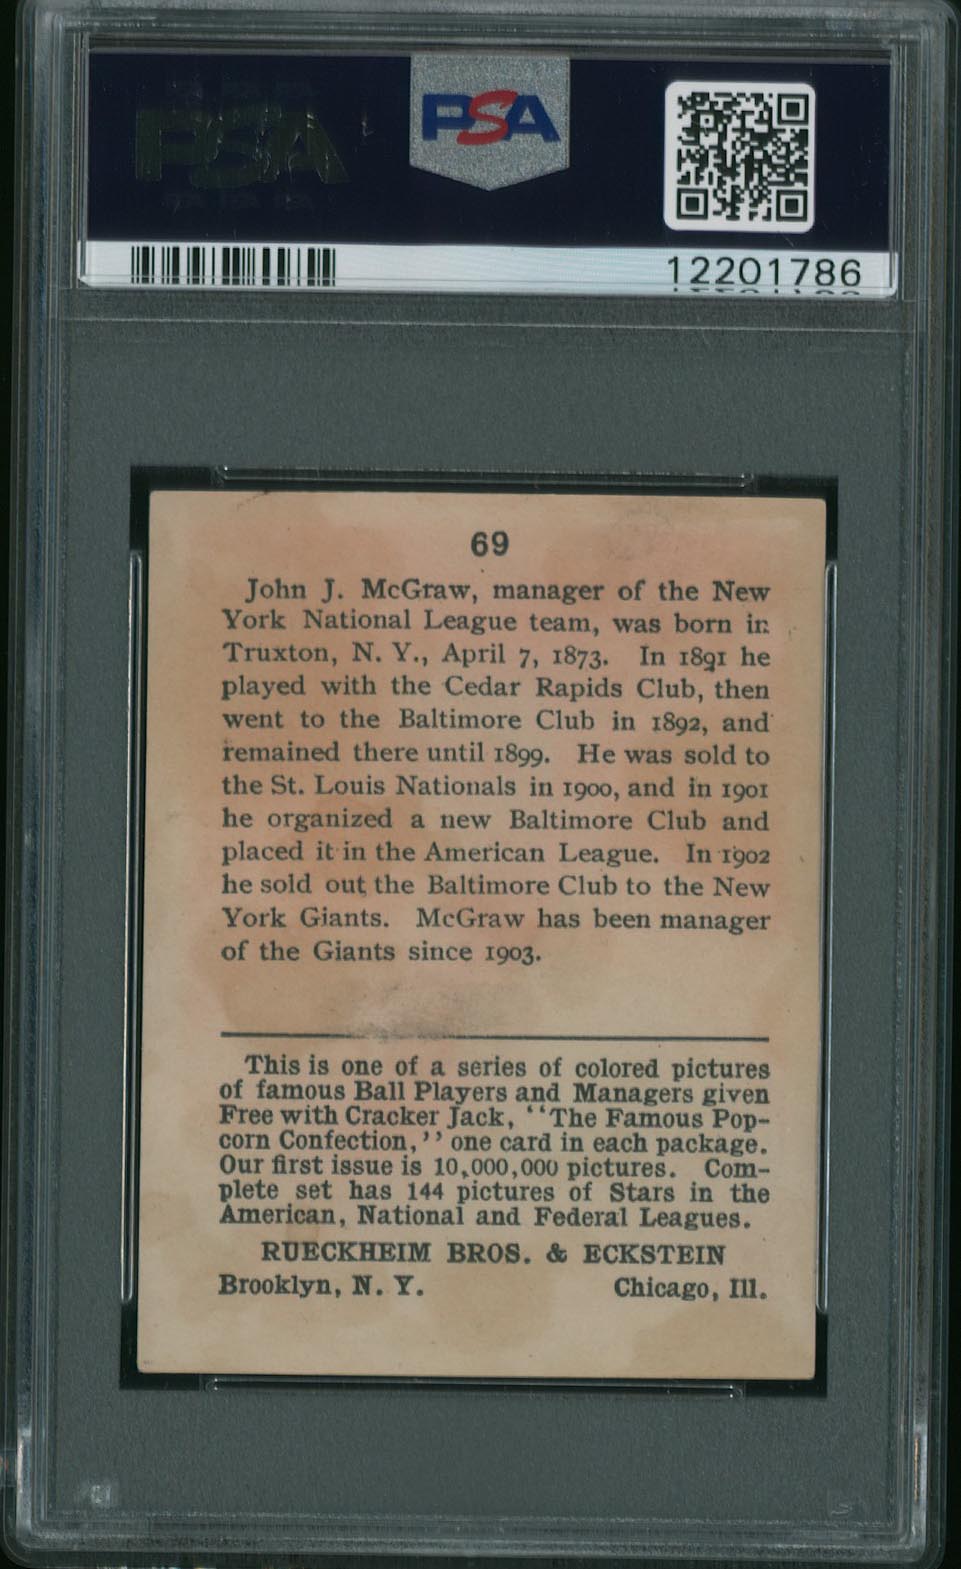 PSA
12201786
69
John J. McGraw, manager of the New
York National League team, was born in
Truxton, N. Y., April 7, 1873. In 1891 he
played with the Cedar Rapids Club, then
went to the Baltimore Club in 1892, and
remained there until 1899. He was sold to
the St. Louis Nationals in 1900, and in 1901
he organized a new Baltimore Club and
placed it in the American League. In 1902
he sold out the Baltimore Club to the New
York Giants. McGraw has been manager
of the Giants since 1903.
This is one of a series of colored pictures
of famous Ball Players and Managers given
Free with Cracker Jack, "The Famous Pop-
corn Confection," one card in each package.
Our first issue is 10,000,000 pictures. Com-
plete set has 144 pictures of Stars in the
American, National and Federal Leagues.
RUECKHEIM BROS. & ECKSTEIN
Brooklyn, N. Y. Chicago, Ill.